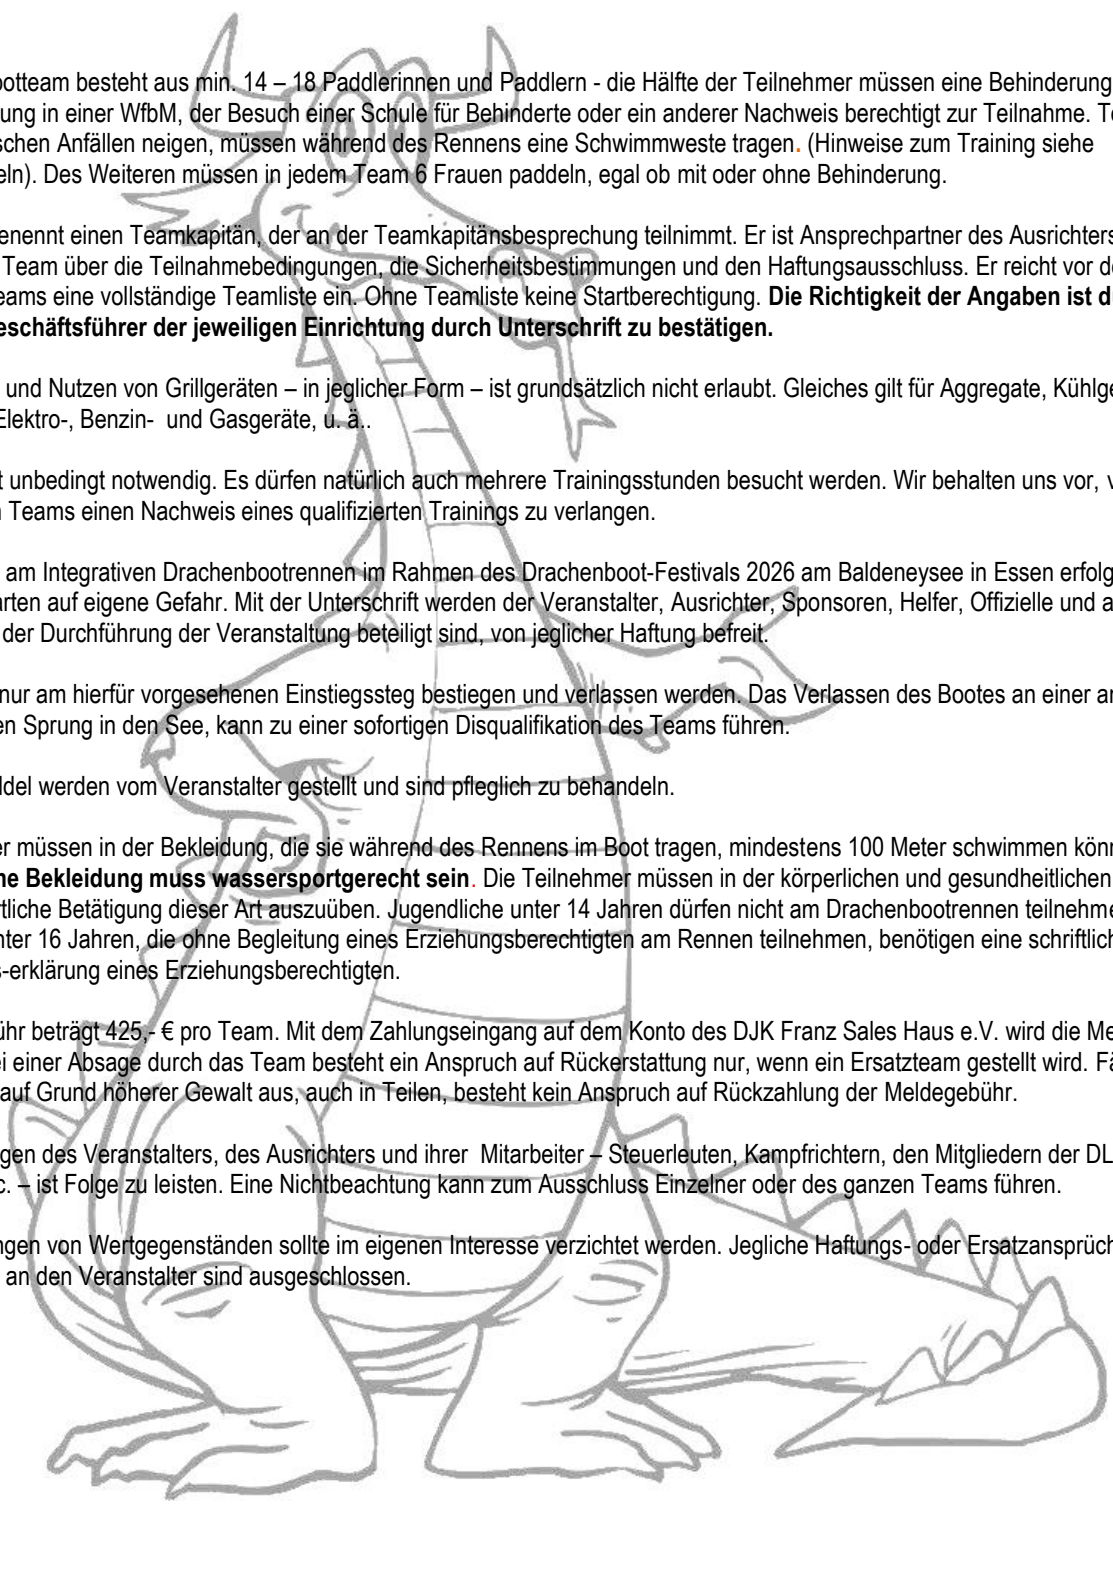 ootteam besteht aus min. 14 – 18 Paddlerinnen und Paddlern - die Hälfte der Teilnehmer müssen eine Behinderung
ung in einer WfbM, der Besuch einer Schule für Behinderte oder ein anderer Nachweis berechtigt zur Teilnahme. Te
schen Anfällen neigen, müssen während des Rennens eine Schwimmweste tragen. (Hinweise zum Training siehe
eln). Des Weiteren müssen in jedem Team 6 Frauen paddeln, egal ob mit oder ohne Behinderung.
enennt einen Teamkapitän, der an der Teamkapitänsbesprechung teilnimmt. Er ist Ansprechpartner des Ausrichters
Team über die Teilnahmebedingungen, die Sicherheitsbestimmungen und den Haftungsausschluss. Er reicht vor de
eams eine vollständige Teamliste ein. Ohne Teamliste keine Startberechtigung. Die Richtigkeit der Angaben ist d
eschäftsführer der jeweiligen Einrichtung durch Unterschrift zu bestätigen.
und Nutzen von Grillgeräten – in jeglicher Form – ist grundsätzlich nicht erlaubt. Gleiches gilt für Aggregate, Kühlge
Elektro-, Benzin- und Gasgeräte, u. ä..
t unbedingt notwendig. Es dürfen natürlich auch mehrere Trainingsstunden besucht werden. Wir behalten uns vor, v
n Teams einen Nachweis eines qualifizierten Trainings zu verlangen.
am Integrativen Drachenbootrennen im Rahmen des Drachenboot-Festivals 2026 am Baldeneysee in Essen erfolg
arten auf eigene Gefahr. Mit der Unterschrift werden der Veranstalter, Ausrichter, Sponsoren, Helfer, Offizielle und a
der Durchführung der Veranstaltung beteiligt sind, von jeglicher Haftung befreit.
nur am hierfür vorgesehenen Einstiegssteg bestiegen und verlassen werden. Das Verlassen des Bootes an einer an
en Sprung in den See, kann zu einer sofortigen Disqualifikation des Teams führen.
ddel werden vom Veranstalter gestellt und sind pfleglich zu behandeln.
er müssen in der Bekleidung, die sie während des Rennens im Boot tragen, mindestens 100 Meter schwimmen könn
ne Bekleidung muss wassersportgerecht sein. Die Teilnehmer müssen in der körperlichen und gesundheitlichen
rtliche Betätigung dieser Art auszuüben. Jugendliche unter 14 Jahren dürfen nicht am Drachenbootrennen teilnehme
nter 16 Jahren, die ohne Begleitung eines Erziehungsberechtigten am Rennen teilnehmen, benötigen eine schriftlich
s-erklärung eines Erziehungsberechtigten.
ühr beträgt 425,- € pro Team. Mit dem Zahlungseingang auf dem Konto des DJK Franz Sales Haus e.V. wird die Me
ei einer Absage durch das Team besteht ein Anspruch auf Rückerstattung nur, wenn ein Ersatzteam gestellt wird. Fä
auf Grund höherer Gewalt aus, auch in Teilen, besteht kein Anspruch auf Rückzahlung der Meldegebühr.
gen des Veranstalters, des Ausrichters und ihrer Mitarbeiter – Steuerleuten, Kampfrichtern, den Mitgliedern der DL
c. – ist Folge zu leisten. Eine Nichtbeachtung kann zum Ausschluss Einzelner oder des ganzen Teams führen.
ngen von Wertgegenständen sollte im eigenen Interesse verzichtet werden. Jegliche Haftungs- oder Ersatzansprüch
an den Veranstalter sind ausgeschlossen.